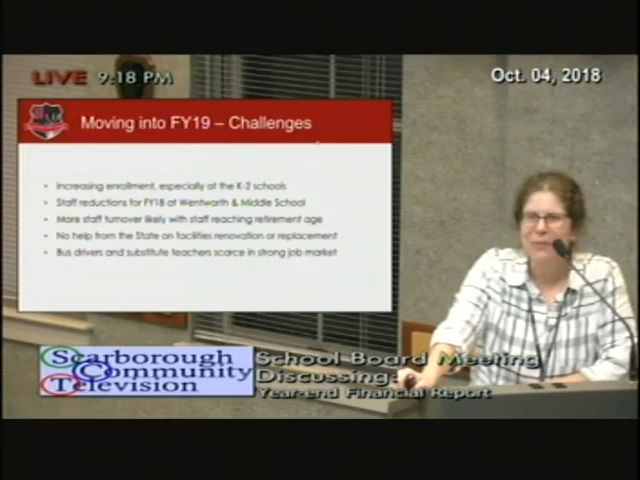 LIVE 9:18 PM
Oct. 04, 2018
Moving into FY19 – Challenges
• Increasing enrollment, especially at the K-2 schools
• Staff reductions for FY18 at Wentworth & Middle School
• More staff turnover likely with staff reaching retirement age
• No help from the State on facilities renovation or replacement
• Bus drivers and substitute teachers scarce in strong job market
Scarborough
Community
Television
School Board Meeting
Discussing:
Year-end Financial Report